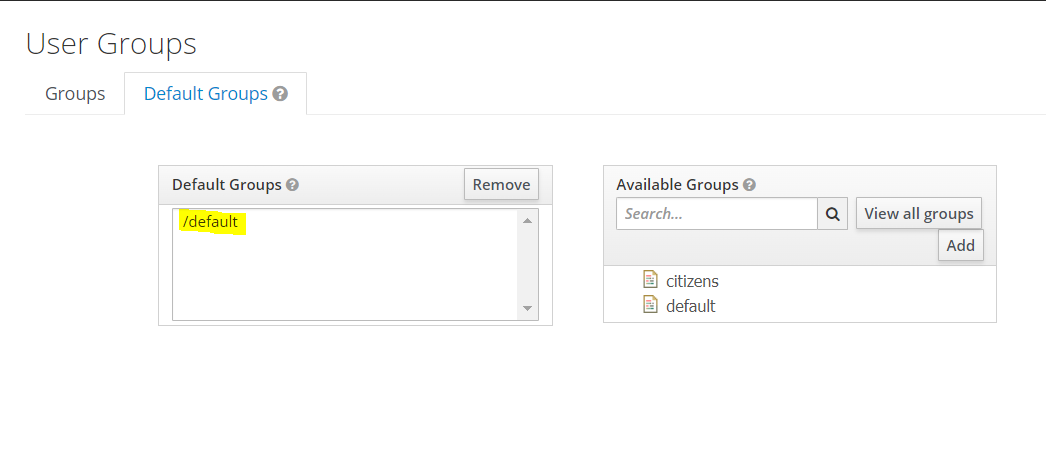 User Groups
Groups
Default Groups
Default Groups
Remove
/default
Available Groups
Search...
View all groups
Add
citizens
default